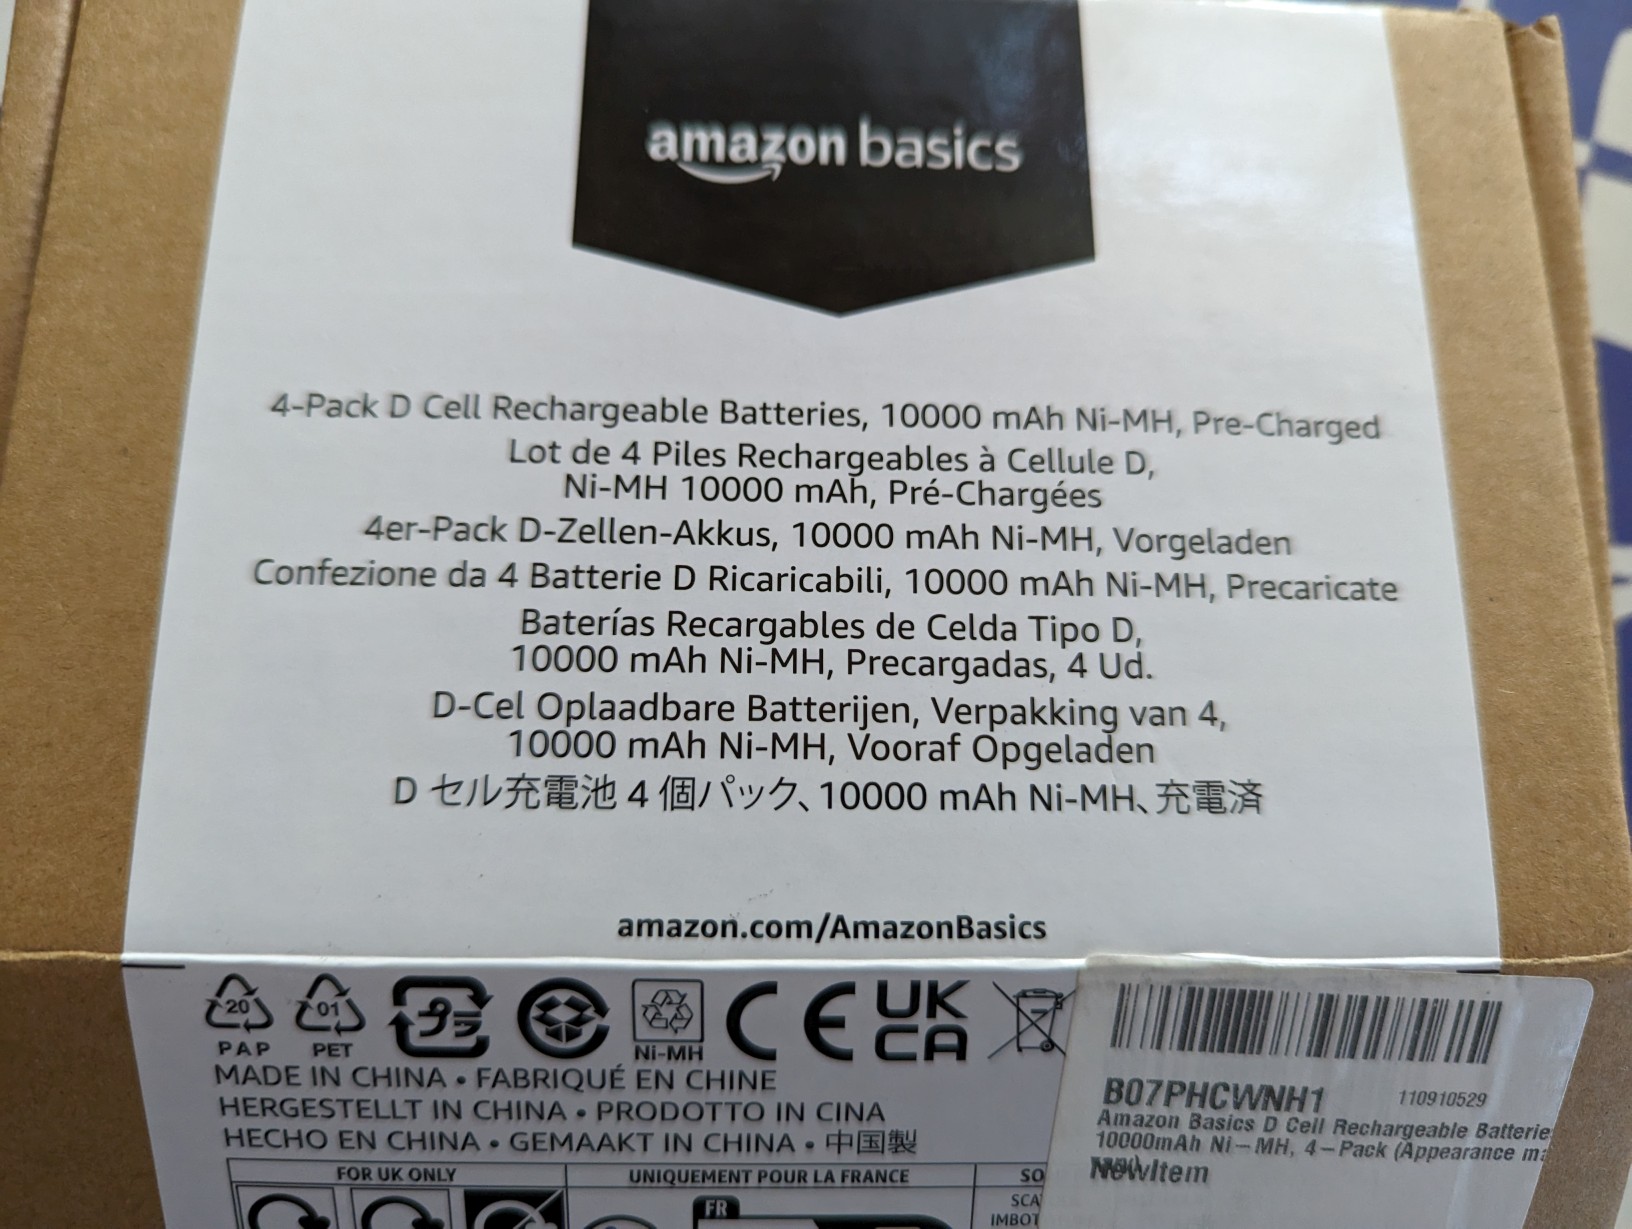 amazon basics
4-Pack D Cell Rechargeable Batteries, 10000 mAh Ni-MH, Pre-Charged
Lot de 4 Piles Rechargeables à Cellule D,
Ni-MH 10000 mAh, Pré-Chargées
4er-Pack D-Zellen-Akkus, 10000 mAh Ni-MH, Vorgeladen
Confezione da 4 Batterie D Ricaricabili, 10000 mAh Ni-MH, Precaricate
Baterías Recargables de Celda Tipo D,
10000 mAh Ni-MH, Precargadas, 4 Ud.
D-Cel Oplaadbare Batterijen, Verpakking van 4,
10000 mAh Ni-MH, Vooraf Opgeladen
D セル充電池 4 個パック、10000 mAh Ni-MH、充電済
amazon.com/AmazonBasics
20 01 プラ CE UK CA
PAP PET Ni-MH
MADE IN CHINA • FABRIQUÉ EN CHINE
HERGESTELLT IN CHINA • PRODOTTO IN CINA
HECHO EN CHINA • GEMAAKT IN CHINA • 中国製
FOR UK ONLY
UNIQUEMENT POUR LA FRANCE
FR
SO
SCA
IMBOT
B07PHCWNH1 110910529
Amazon Basics D Cell Rechargeable Batterie
10000mAh Ni-MH, 4-Pack (Appearance ma
NewItem